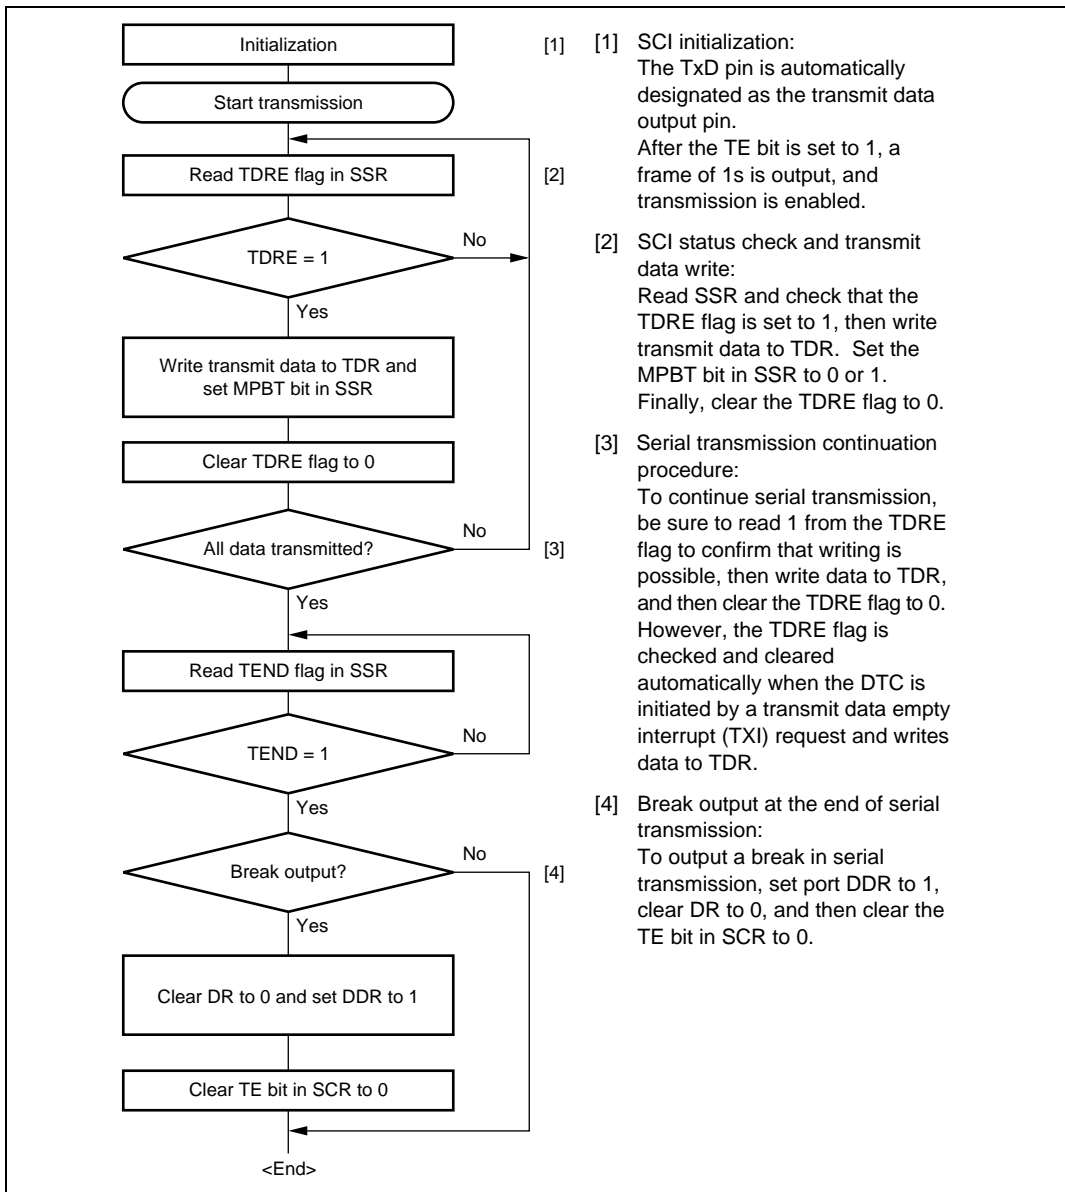 Initialization
[1]
Start transmission
Read TDRE flag in SSR
[2]
TDRE = 1
No
Yes
Write transmit data to TDR and
set MPBT bit in SSR
Clear TDRE flag to 0
All data transmitted?
No
[3]
Yes
Read TEND flag in SSR
TEND = 1
No
Yes
Break output?
No
[4]
Yes
Clear DR to 0 and set DDR to 1
Clear TE bit in SCR to 0
<End>
[1] SCI initialization:
The TxD pin is automatically
designated as the transmit data
output pin.
After the TE bit is set to 1, a
frame of 1s is output, and
transmission is enabled.
[2] SCI status check and transmit
data write:
Read SSR and check that the
TDRE flag is set to 1, then write
transmit data to TDR. Set the
MPBT bit in SSR to 0 or 1.
Finally, clear the TDRE flag to 0.
[3] Serial transmission continuation
procedure:
To continue serial transmission,
be sure to read 1 from the TDRE
flag to confirm that writing is
possible, then write data to TDR,
and then clear the TDRE flag to 0.
However, the TDRE flag is
checked and cleared
automatically when the DTC is
initiated by a transmit data empty
interrupt (TXI) request and writes
data to TDR.
[4] Break output at the end of serial
transmission:
To output a break in serial
transmission, set port DDR to 1,
clear DR to 0, and then clear the
TE bit in SCR to 0.